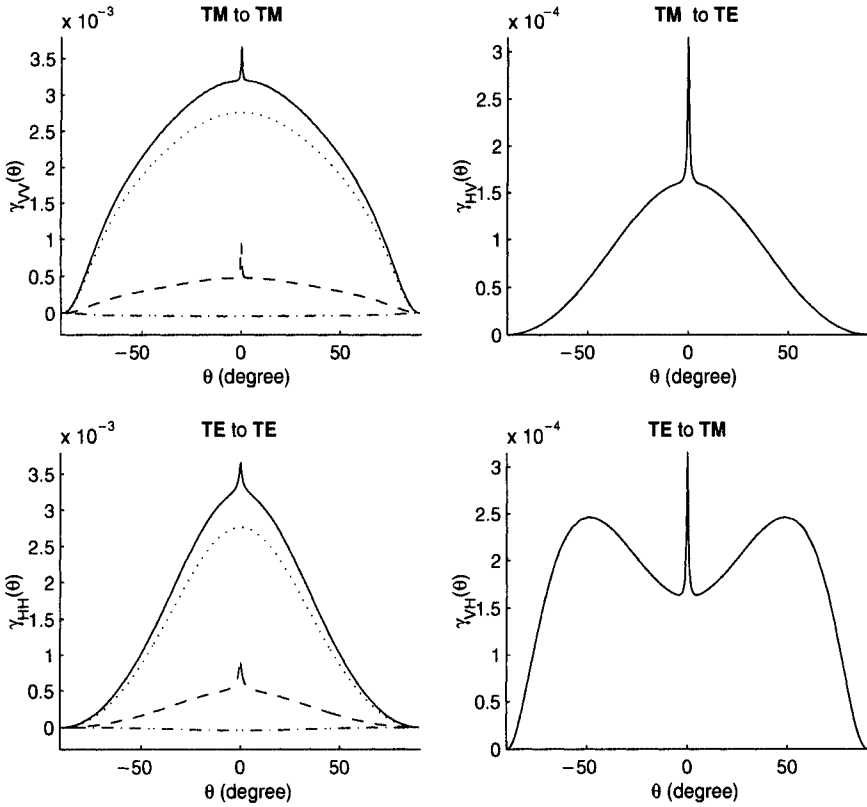 x 10⁻³
TM to TM
3.5
3
2.5
2
1.5
1
0.5
0
γVV(θ)
−50
0
50
θ (degree)
x 10⁻⁴
TM to TE
3
2.5
2
1.5
1
0.5
0
γHV(θ)
−50
0
50
θ (degree)
x 10⁻³
TE to TE
3.5
3
2.5
2
1.5
1
0.5
0
γHH(θ)
−50
0
50
θ (degree)
x 10⁻⁴
TE to TM
3
2.5
2
1.5
1
0.5
0
γVH(θ)
−50
0
50
θ (degree)